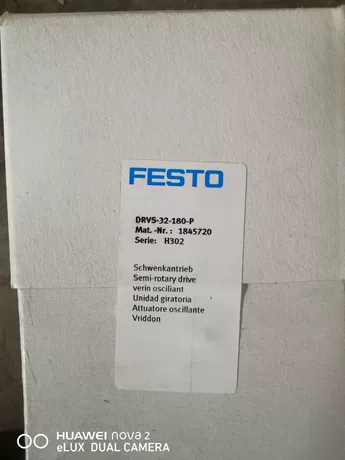 FESTO
DRVS-32-180-P
Mat. -Nr. : 1845720
Serie: H302
Schwenkantrieb
Semi-rotary drive
verin osciliant
Unidad giratoria
Attuatore oscillante
Vriddon
HUAWEI nova 2
eLUX DUAL CAMERA